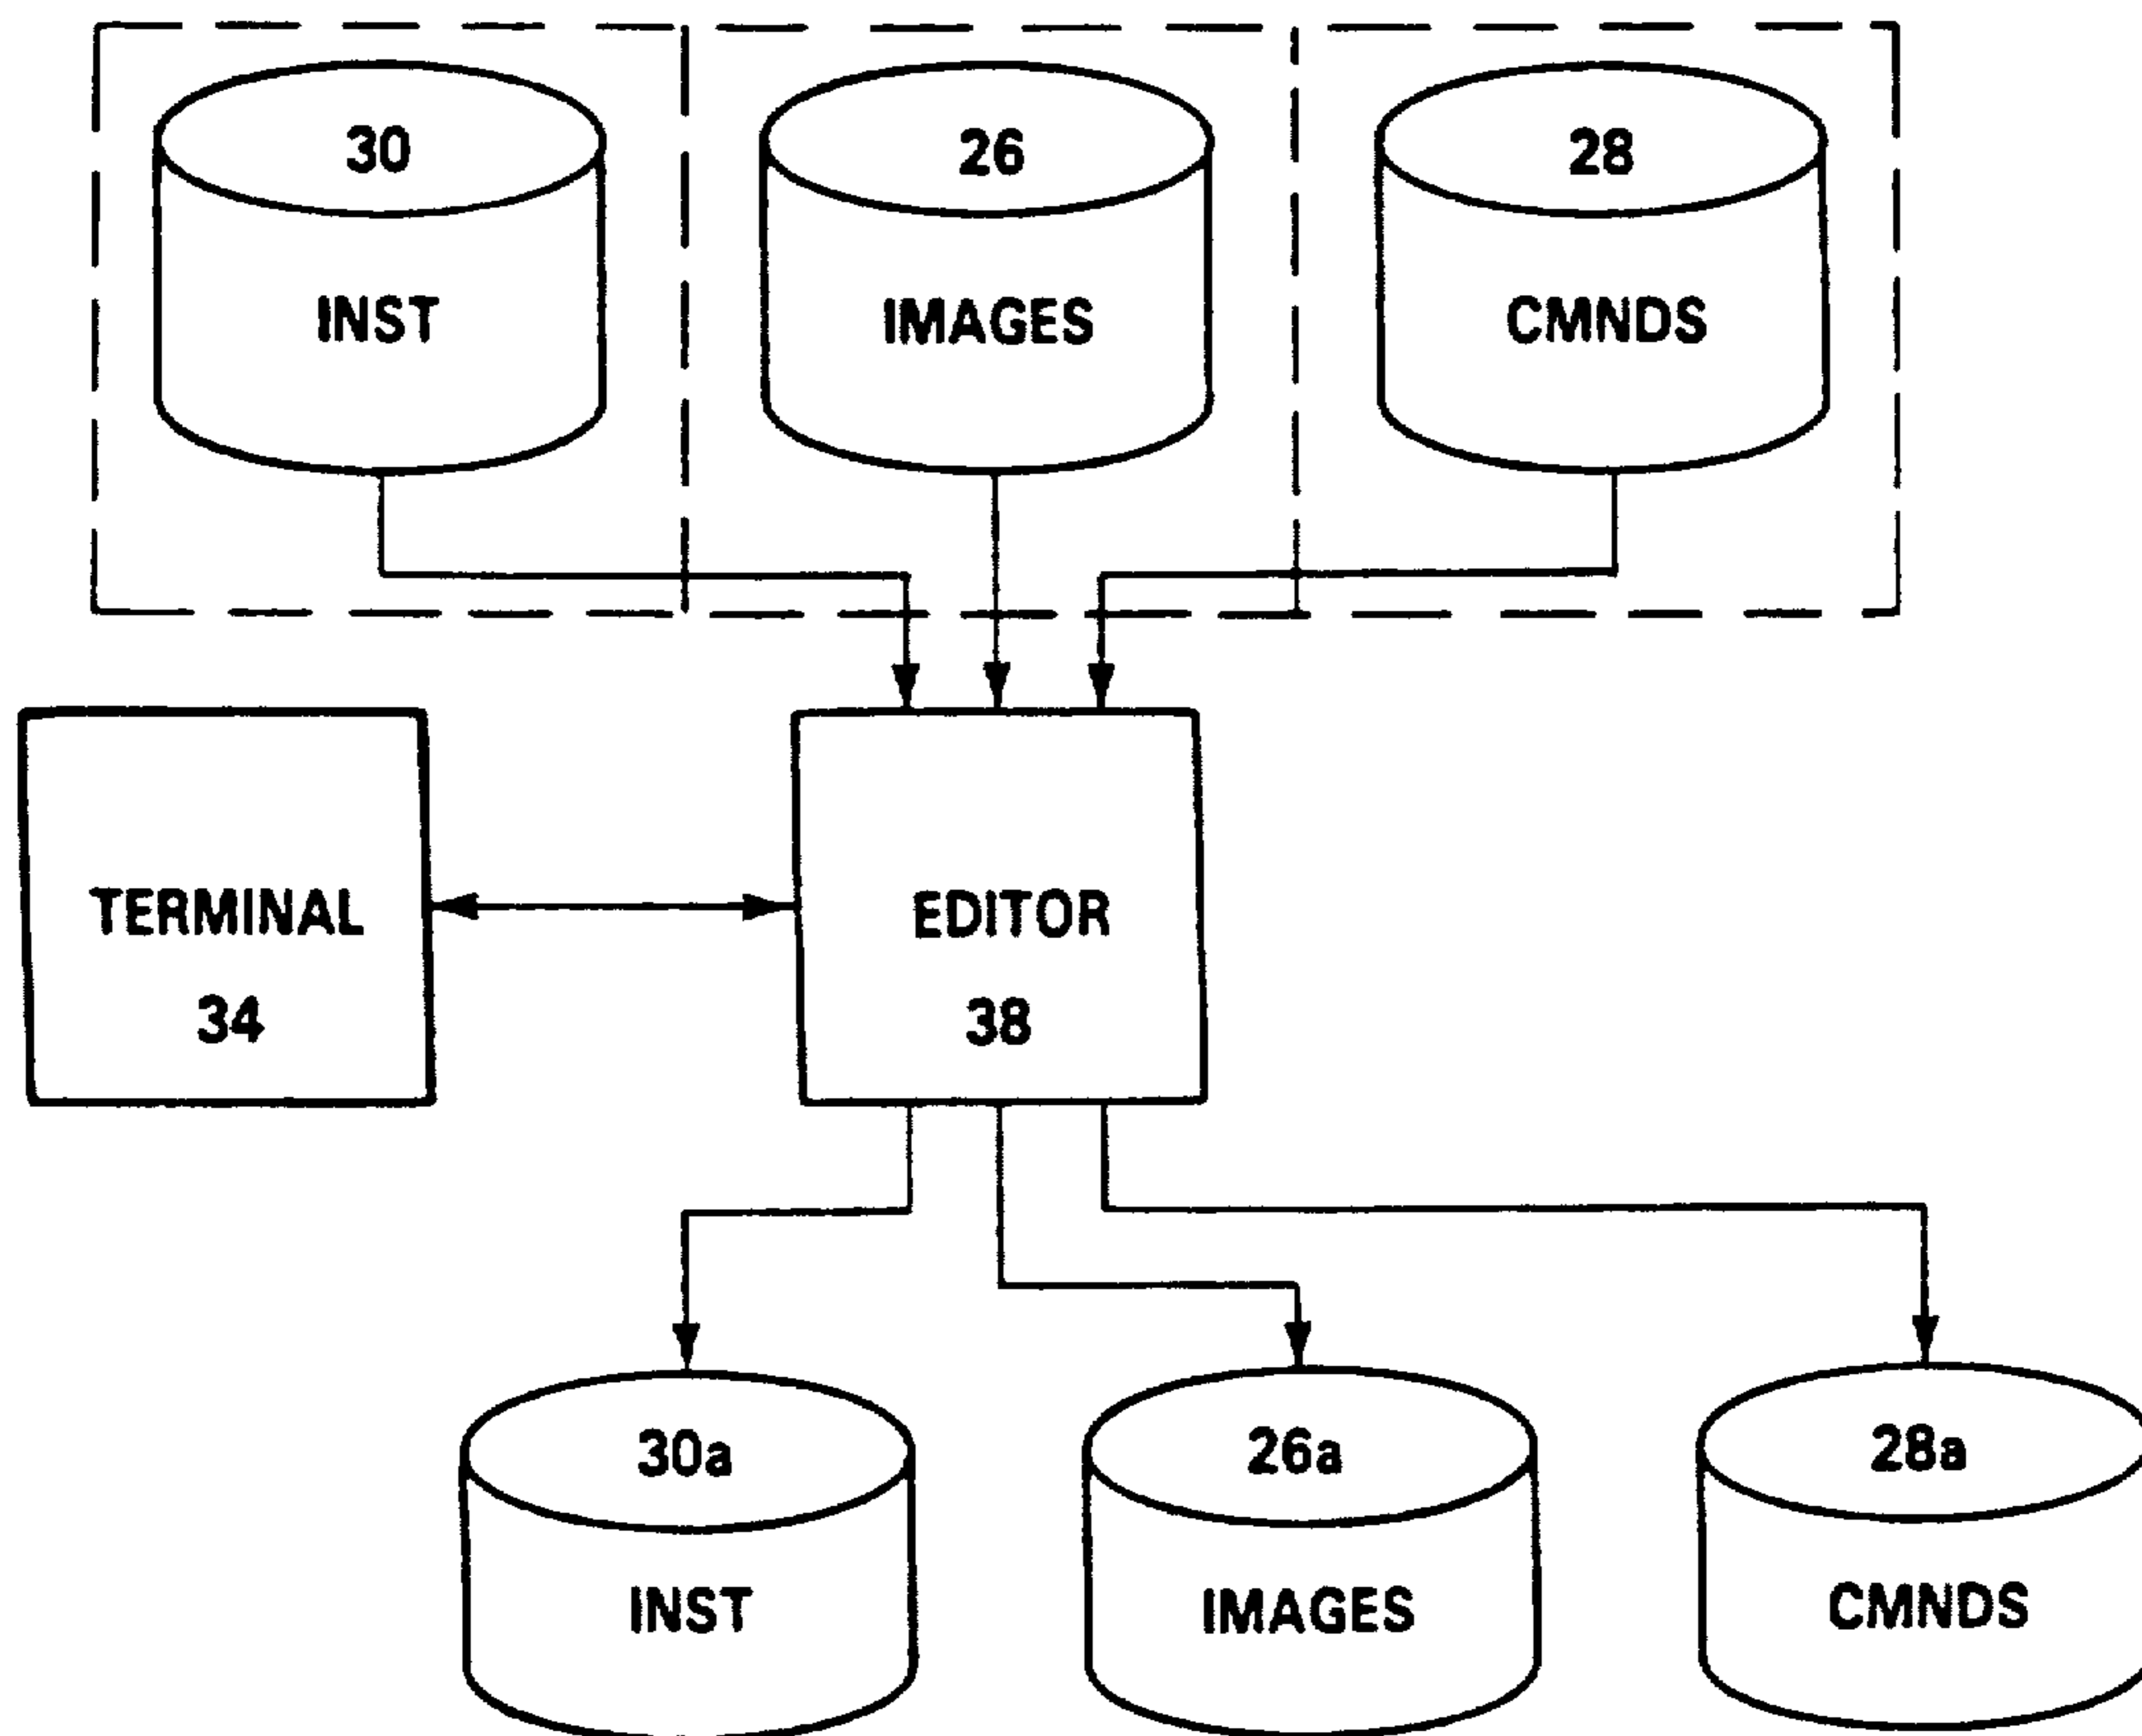 30
INST
26
IMAGES
28
CMNDS
TERMINAL
34
EDITOR
38
30a
INST
26a
IMAGES
28a
CMNDS